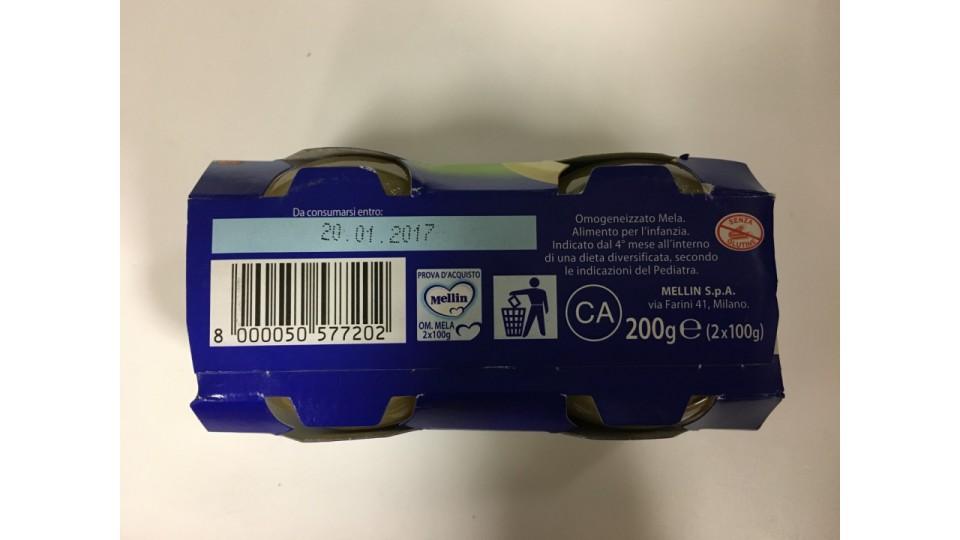 Da consumarsi entro:
20.01.2017
8 000050 577202
PROVA D'ACQUISTO
Mellin
OM. MELA
2x100g
CA
Omogeneizzato Mela.
Alimento per l'infanzia.
Indicato dal 4° mese all'interno
di una dieta diversificata, secondo
le indicazioni del Pediatra.
SENZA
GLUTINE
MELLIN S.p.A.
via Farini 41, Milano.
200g ℮ (2x100g)